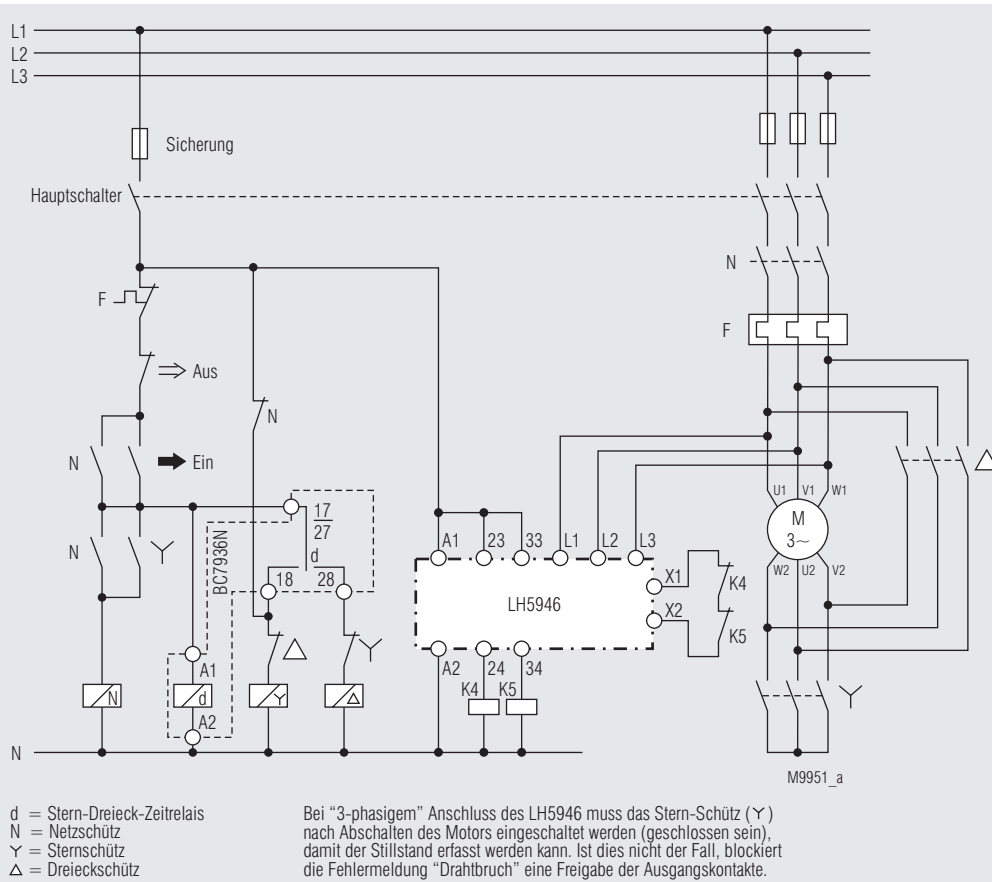 L1
L2
L3
Sicherung
Hauptschalter
N
F
F
Aus
N
N
Ein
△
U1 V1 W1
17
27
M
3~
A1 23 33 L1 L2 L3
N
Y
d
BC7936N
W2 U2 V2
18 28
X1
K4
LH5946
X2
K5
△
Y
A1
A2 24 34
N
d
Y
△
K4 K5
Y
A2
N
M9951_a
d = Stern-Dreieck-Zeitrelais
N = Netzschütz
Y = Sternschütz
△ = Dreieckschütz
Bei "3-phasigem" Anschluss des LH5946 muss das Stern-Schütz (Y)
nach Abschalten des Motors eingeschaltet werden (geschlossen sein),
damit der Stillstand erfasst werden kann. Ist dies nicht der Fall, blockiert
die Fehlermeldung "Drahtbruch" eine Freigabe der Ausgangskontakte.